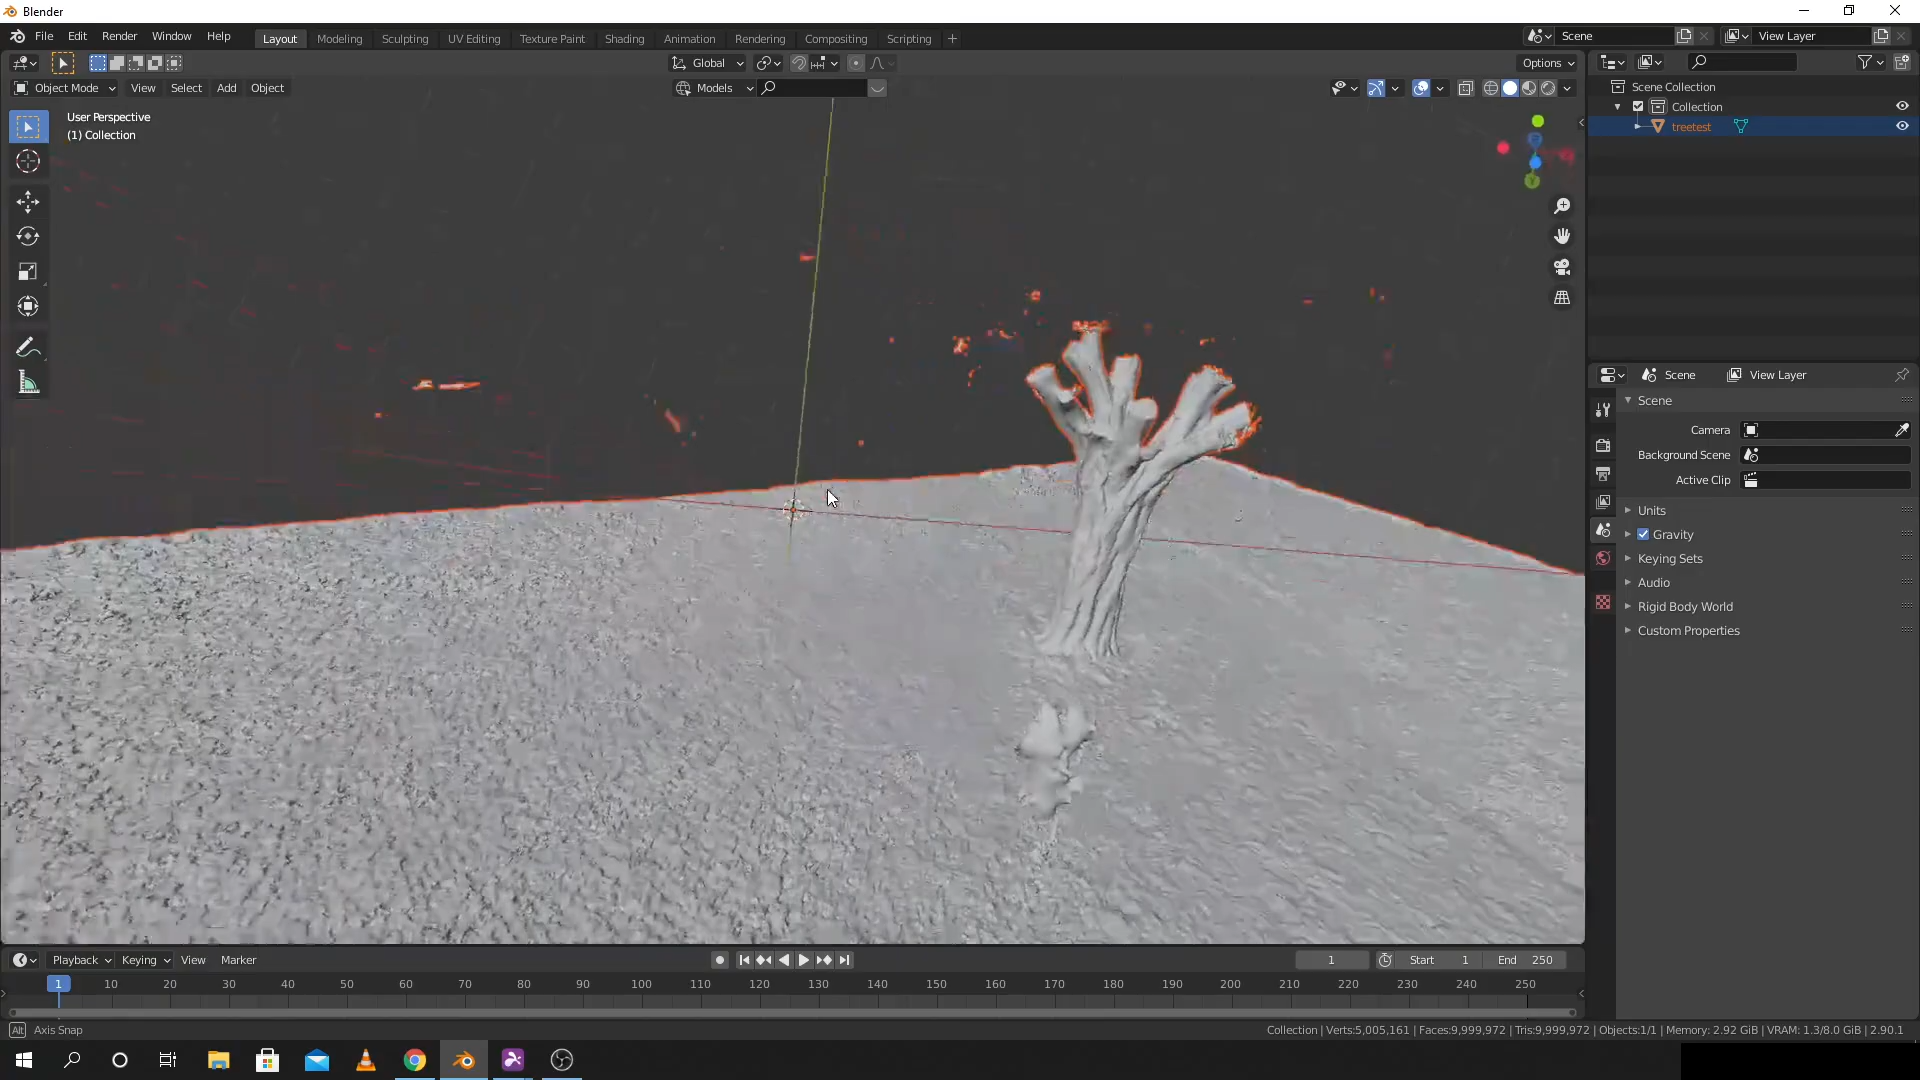 Blender
File Edit Render Window Help
Layout Modeling Sculpting UV Editing Texture Paint Shading Animation Rendering Compositing Scripting +
Scene
View Layer
Global
Options
Object Mode View Select Add Object
Models
User Perspective
(1) Collection
Scene Collection
Collection
treetest
Scene View Layer
Scene
Camera
Background Scene
Active Clip
Units
Gravity
Keying Sets
Audio
Rigid Body World
Custom Properties
Playback Keying View Marker
1 Start 1 End 250
1 10 20 30 40 50 60 70 80 90 100 110 120 130 140 150 160 170 180 190 200 210 220 230 240 250
Alt Axis Snap
Collection | Verts:5,005,161 | Faces:9,999,972 | Tris:9,999,972 | Objects:1/1 | Memory: 2.92 GiB | VRAM: 1.3/8.0 GiB | 2.90.1